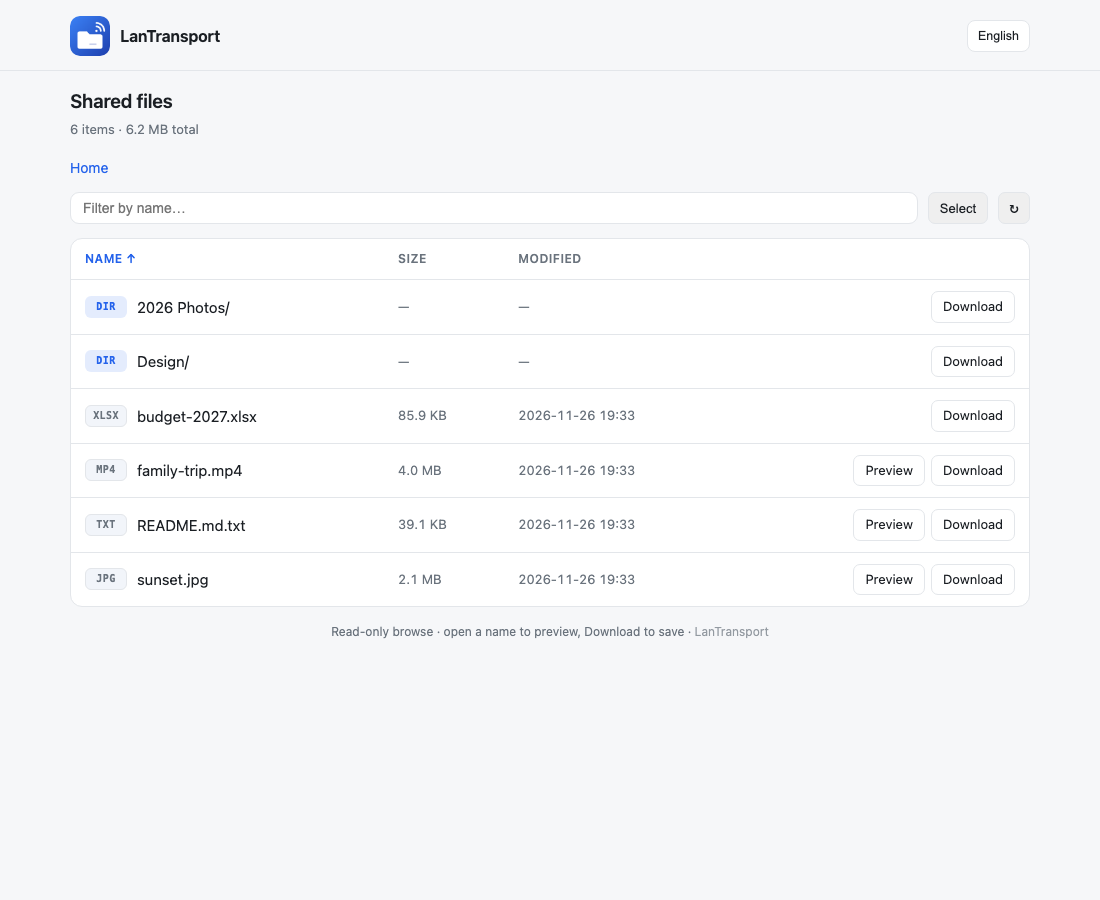 LanTransport
English
Shared files
6 items · 6.2 MB total
Home
Filter by name…
Select ↻
NAME ↑ SIZE MODIFIED
DIR 2026 Photos/ — — Download
DIR Design/ — — Download
XLSX budget-2027.xlsx 85.9 KB 2026-11-26 19:33 Download
MP4 family-trip.mp4 4.0 MB 2026-11-26 19:33 Preview Download
TXT README.md.txt 39.1 KB 2026-11-26 19:33 Preview Download
JPG sunset.jpg 2.1 MB 2026-11-26 19:33 Preview Download
Read-only browse · open a name to preview, Download to save · LanTransport